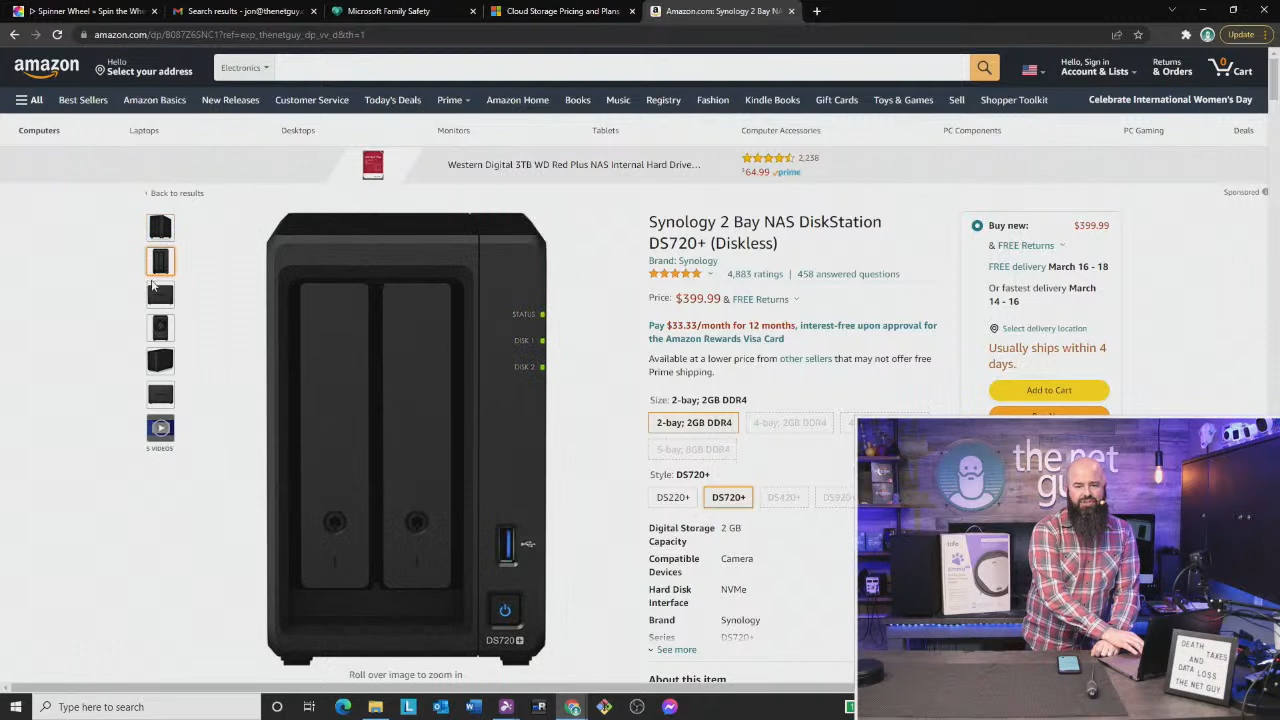 Spinner Wheel • Spin the Whe
Search results - jon@thenetguy.c
Microsoft Family Safety
Cloud Storage Pricing and Plans
Amazon.com: Synology 2 Bay NAS
amazon.com/dp/B087Z6SNC1?ref=exp_thenetguy_dp_vv_d&th=1
Update
amazon
Hello
Select your address
Electronics
Hello, Sign in
Account & Lists
Returns
& Orders
0
Cart
All
Best Sellers
Amazon Basics
New Releases
Customer Service
Today's Deals
Prime
Amazon Home
Books
Music
Registry
Fashion
Kindle Books
Gift Cards
Toys & Games
Sell
Shopper Toolkit
Celebrate International Women's Day
Computers
Laptops
Desktops
Monitors
Tablets
Computer Accessories
PC Components
PC Gaming
Deals
Western Digital 3TB WD Red Plus NAS Internal Hard Drive…
2,238
$64.99 prime
‹ Back to results
Sponsored
5 VIDEOS
STATUS
DISK 1
DISK 2
DS720+
Roll over image to zoom in
Synology 2 Bay NAS DiskStation
DS720+ (Diskless)
Brand: Synology
4,883 ratings | 458 answered questions
Price: $399.99 & FREE Returns
Pay $33.33/month for 12 months, interest-free upon approval for
the Amazon Rewards Visa Card
Available at a lower price from other sellers that may not offer free
Prime shipping.
Size: 2-bay; 2GB DDR4
2-bay; 2GB DDR4
4-bay; 2GB DDR4
5-bay; 8GB DDR4
Style: DS720+
DS220+
DS720+
DS420+
DS920
Digital Storage
Capacity
2 GB
Compatible
Devices
Camera
Hard Disk
Interface
NVMe
Brand
Synology
Series
DS720+
See more
About this item
Buy new:
$399.99
& FREE Returns
FREE delivery March 16 - 18
Or fastest delivery March
14 - 16
Select delivery location
Usually ships within 4
days.
Add to Cart
the net
guy
tifo
DEATH, TAXES
AND
DATA LOSS
THE NET GUY
Type here to search